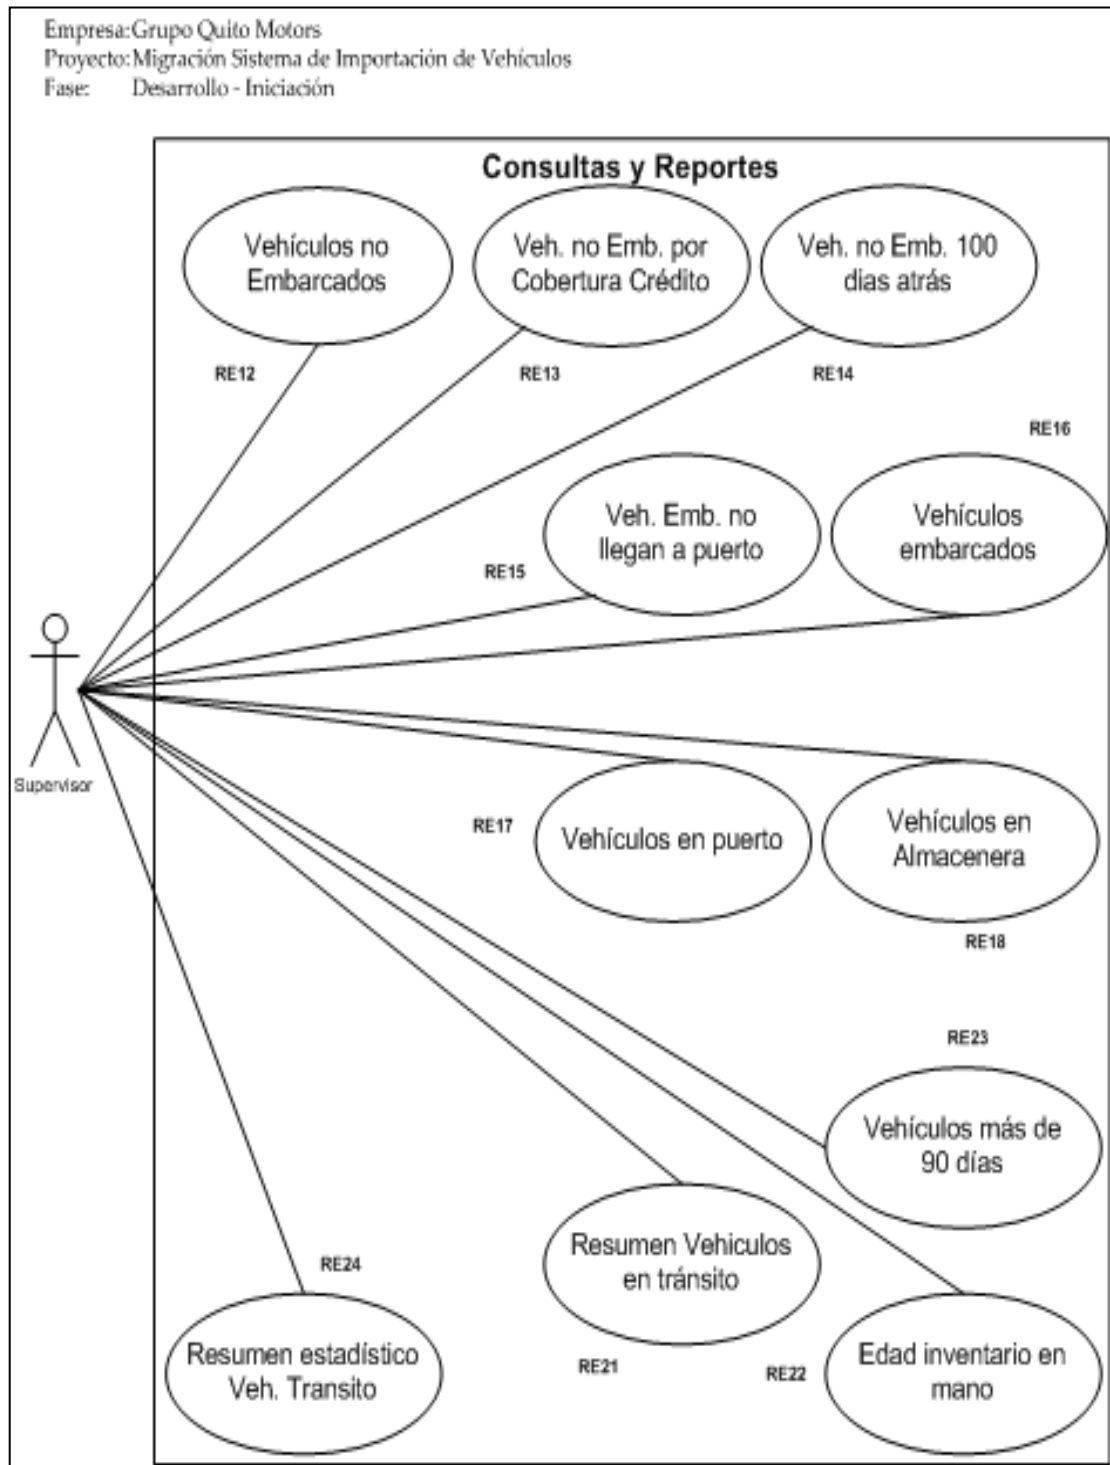 Empresa: Grupo Quito Motors
Proyecto: Migración Sistema de Importación de Vehículos
Fase: Desarrollo - Iniciación
Consultas y Reportes
Vehículos no
Embarcados
Veh. no Emb. por
Cobertura Crédito
Veh. no Emb. 100
dias atrás
RE12
RE13
RE14
RE16
Veh. Emb. no
llegan a puerto
Vehículos
embarcados
RE15
Supervisor
RE17
Vehículos en puerto
Vehículos en
Almacenera
RE18
RE23
Vehículos más de
90 días
Resumen Vehiculos
en tránsito
RE24
Resumen estadístico
Veh. Transito
RE21
RE22
Edad inventario en
mano